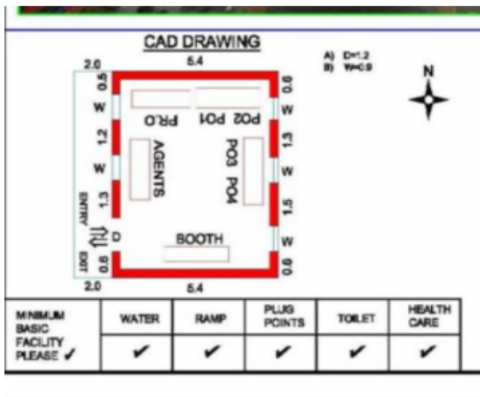 CAD DRAWING
A) D=1.2
B) W=0.9
N
2.0
5.4
0.5
0.6
W
W
PR.O
PO1
PO2
1.2
1.3
AGENTS
PO3
PO4
W
W
1.3
1.5
ENTRY
D
EXIT
BOOTH
W
0.6
0.6
2.0
5.4
MINIMUM
BASIC
FACILITY
PLEASE ✓
WATER
RAMP
PLUG
POINTS
TOILET
HEALTH
CARE
✓
✓
✓
✓
✓